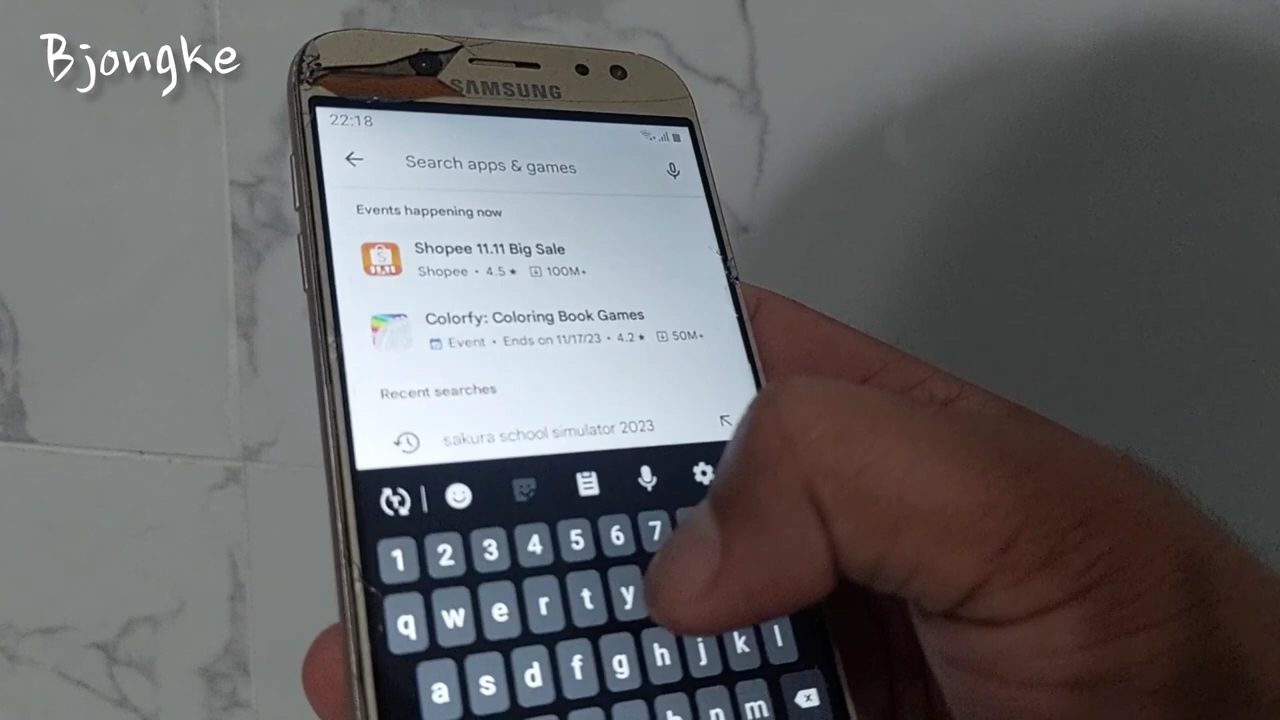 Bjongke
SAMSUNG
22:18
Search apps & games
Events happening now
Shopee 11.11 Big Sale
Shopee • 4.5 ★ 100M+
Colorfy: Coloring Book Games
Event • Ends on 11/17/23 • 4.2 ★ 50M+
Recent searches
sakura school simulator 2023
1 2 3 4 5 6 7
q w e r t y
a s d f g h j k l
n m